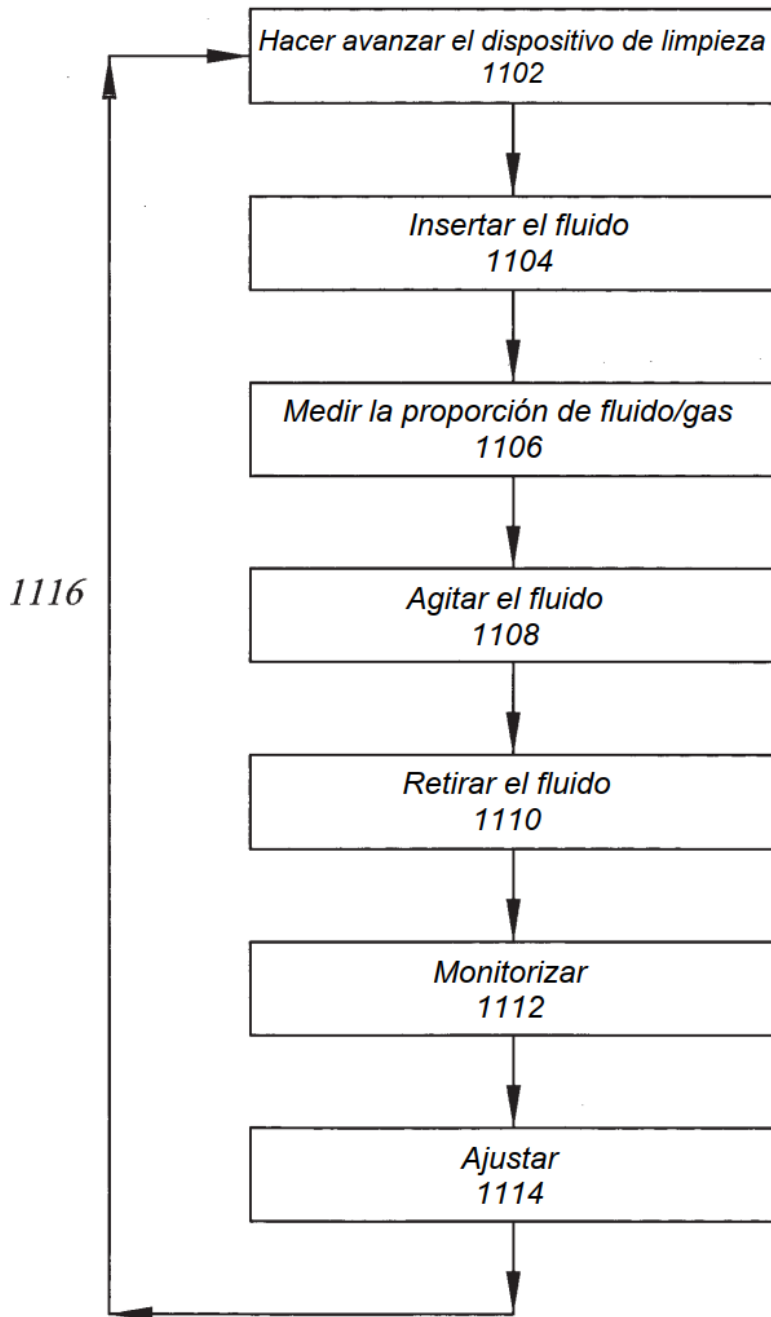 Hacer avanzar el dispositivo de limpieza
1102
Insertar el fluido
1104
Medir la proporción de fluido/gas
1106
Agitar el fluido
1108
1116
Retirar el fluido
1110
Monitorizar
1112
Ajustar
1114